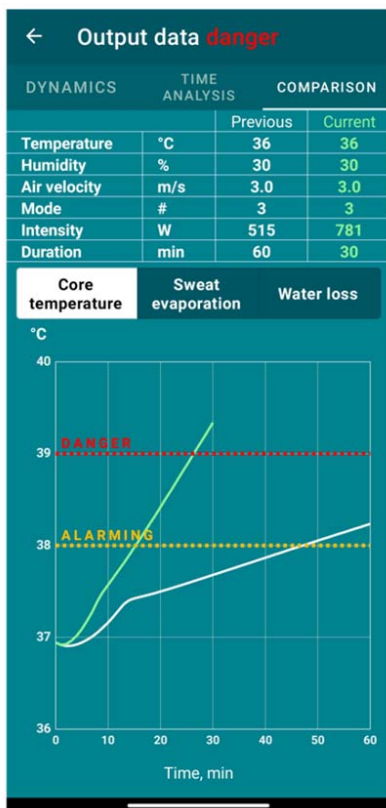 ← Output data danger
DYNAMICS TIME ANALYSIS COMPARISON
Previous Current
Temperature °C 36 36
Humidity % 30 30
Air velocity m/s 3.0 3.0
Mode # 3 3
Intensity W 515 781
Duration min 60 30
Core temperature Sweat evaporation Water loss
°C
40
DANGER
39
ALARMING
38
37
36
0 10 20 30 40 50 60
Time, min